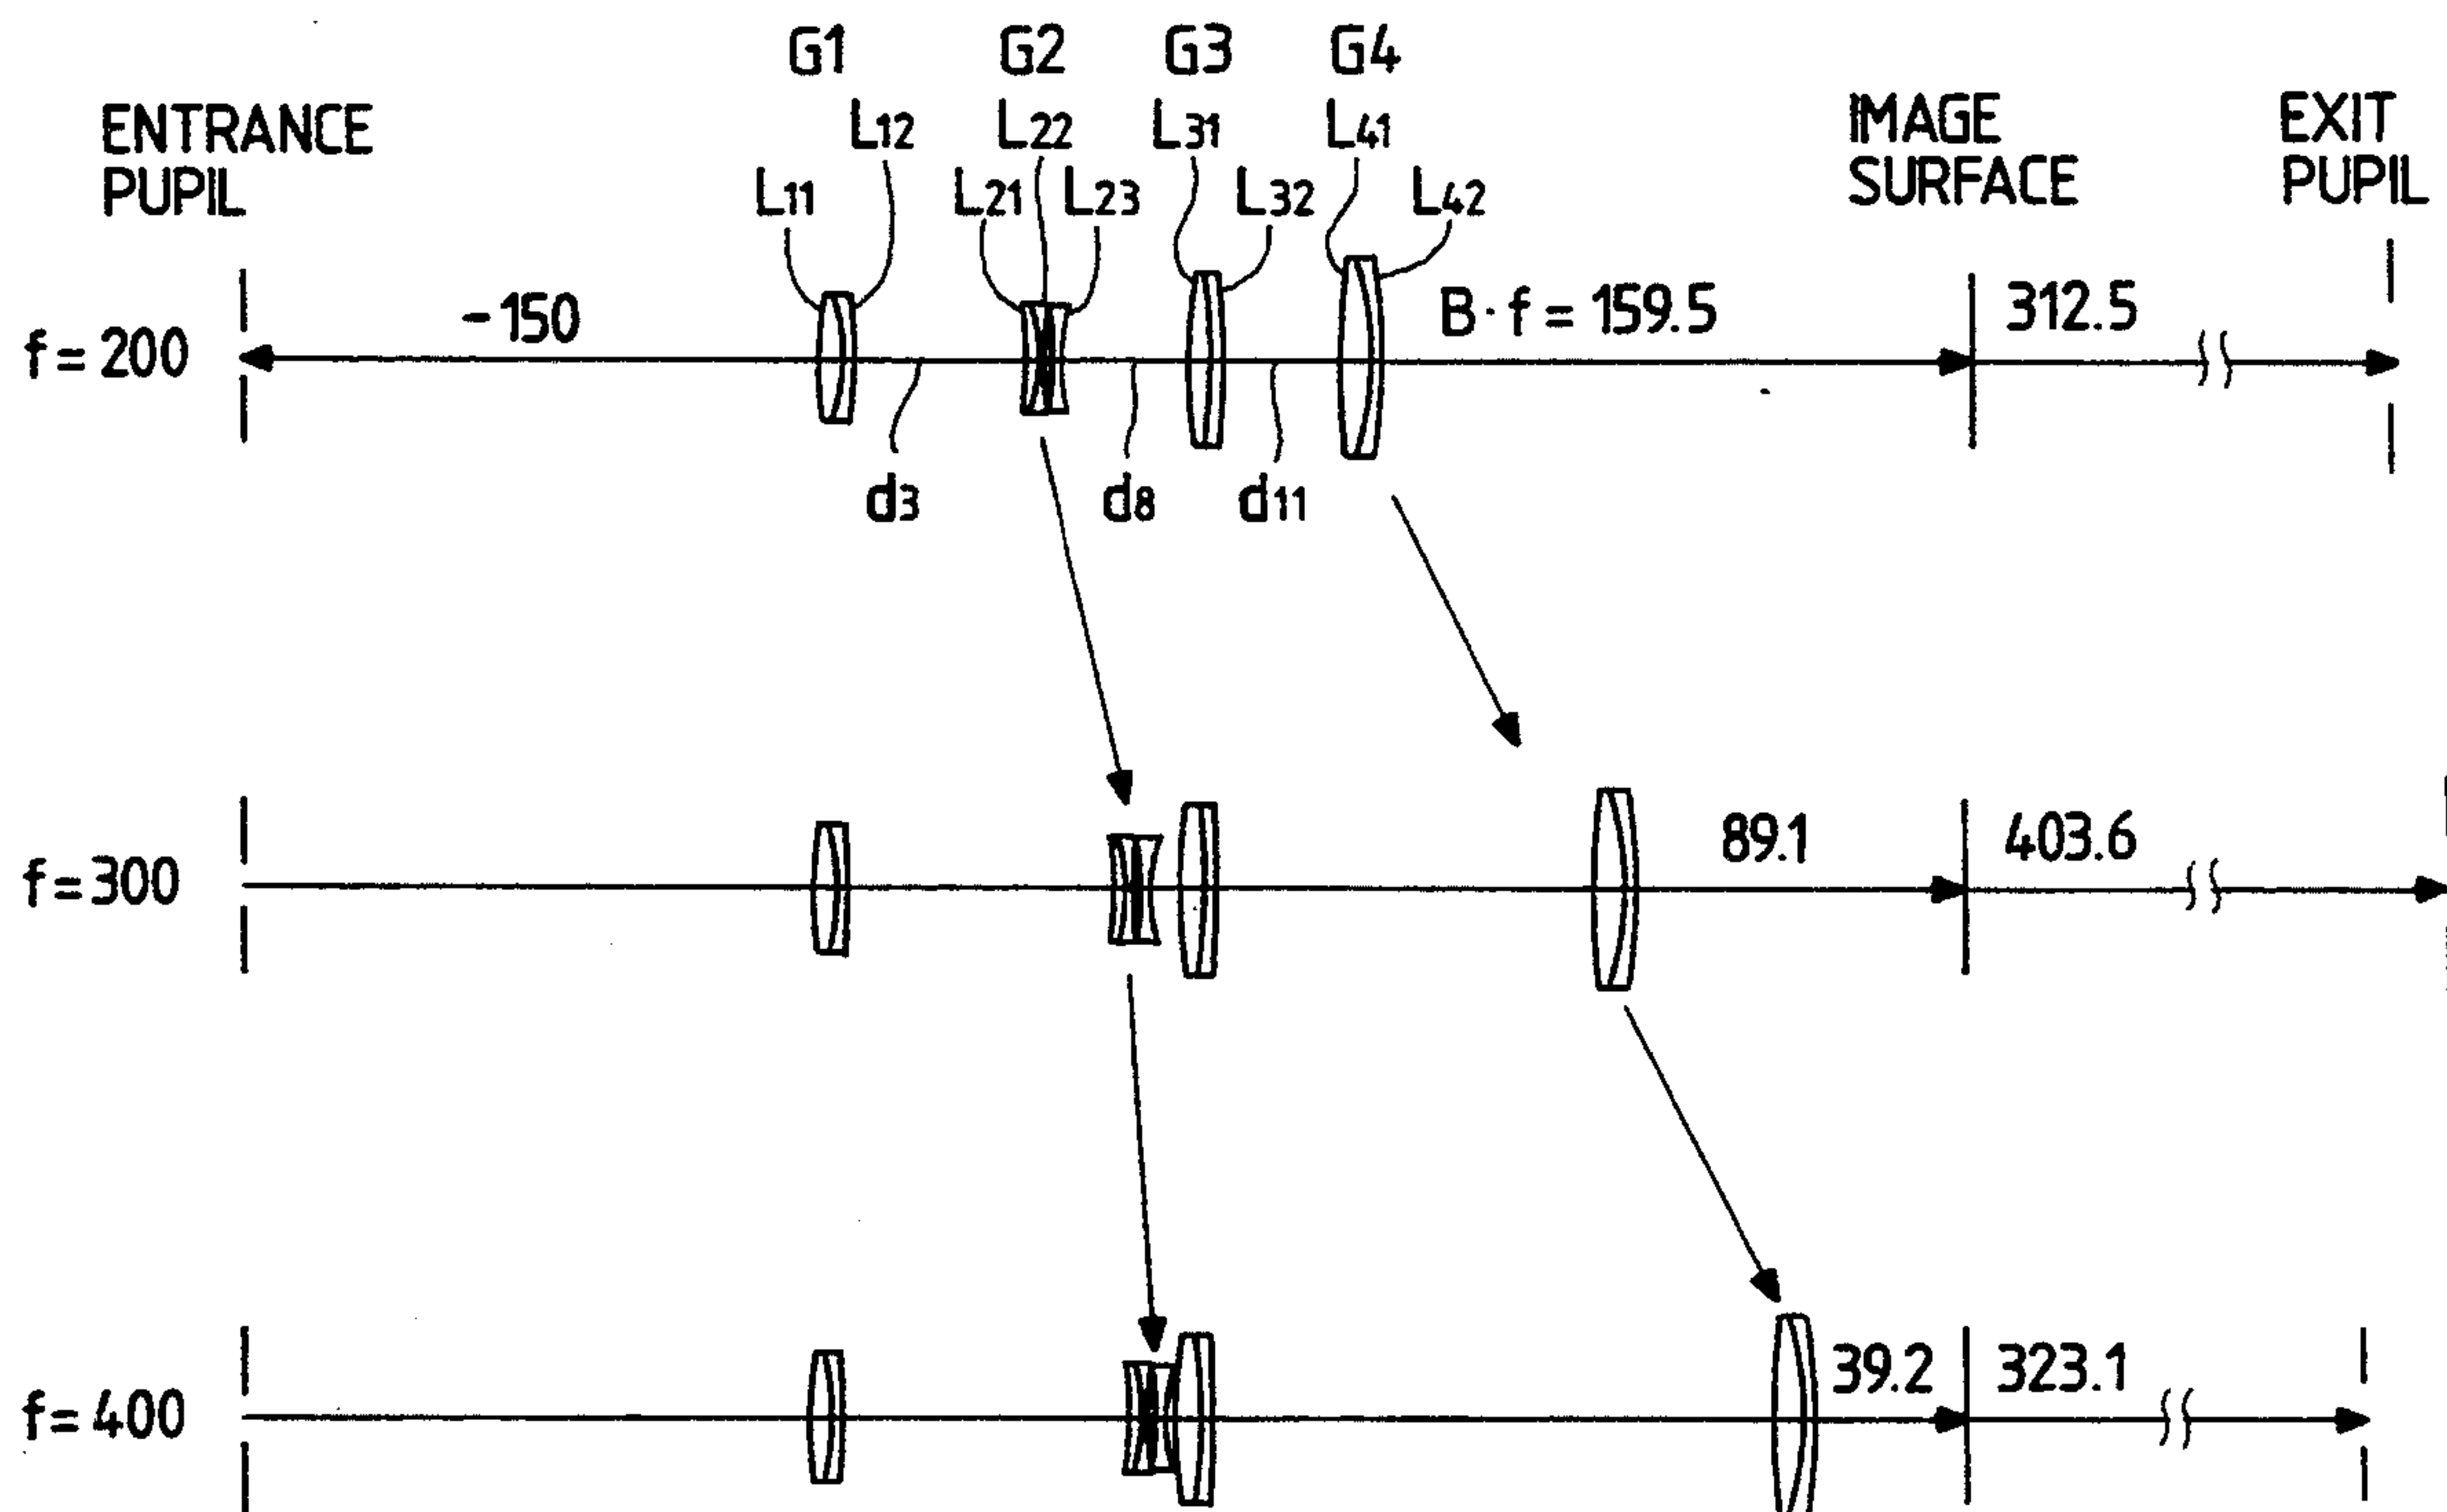 G1 G2 G3 G4
ENTRANCE PUPIL
L12 L22 L31 L41
IMAGE SURFACE
EXIT PUPIL
L11 L21 L23 L32 L42
f=200
-150
B·f=159.5
312.5
d3 d8 d11
f=300
89.1
403.6
f=400
39.2
323.1